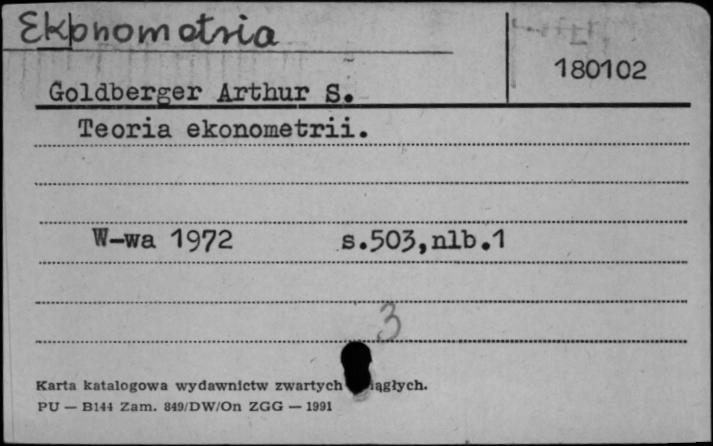 Ekonometria
180102
Goldberger Arthur S.
Teoria ekonometrii.
W-wa 1972 s.503,nlb.1
3
Karta katalogowa wydawnictw zwartych iągłych.
PU — B144 Zam. 849/DW/On ZGG — 1991